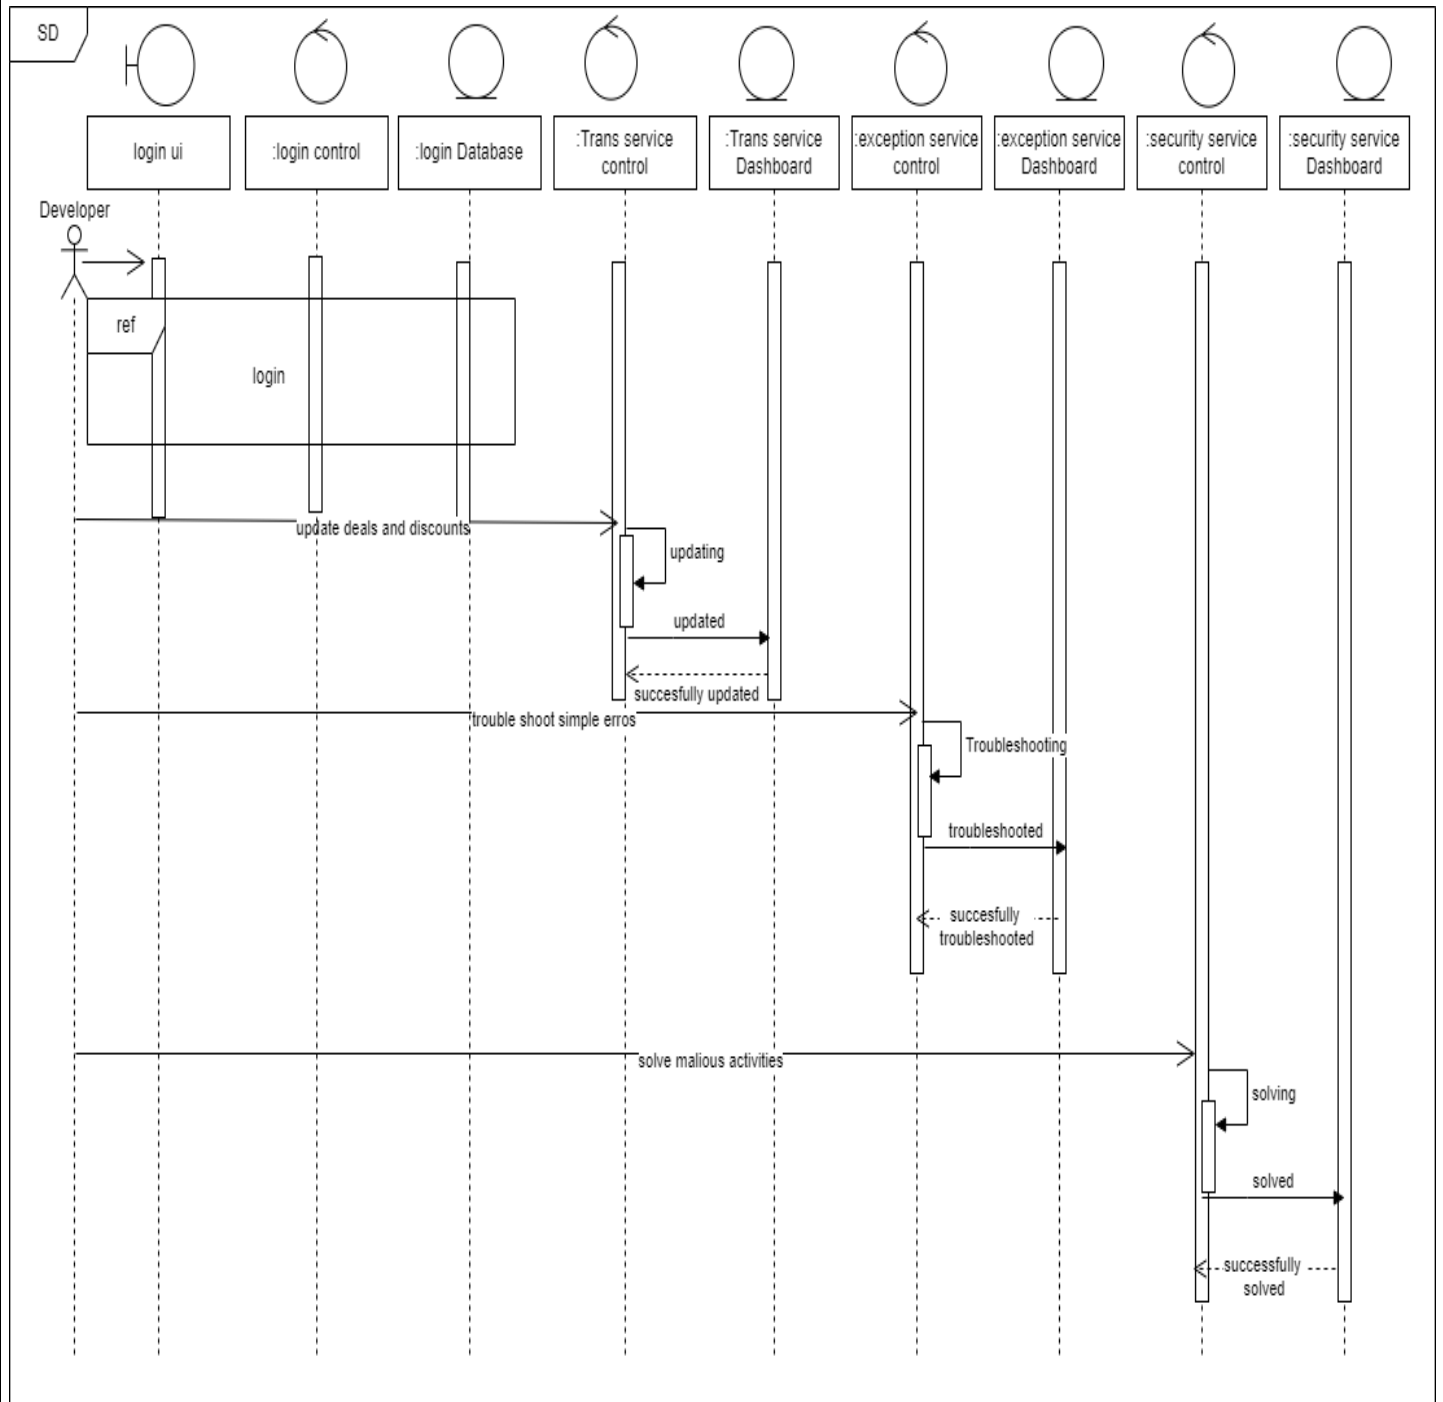 SD
login ui
:login control
:login Database
:Trans service
control
:Trans service
Dashboard
:exception service
control
:exception service
Dashboard
:security service
control
:security service
Dashboard
Developer
ref
login
update deals and discounts
updating
updated
succesfully updated
trouble shoot simple erros
Troubleshooting
troubleshooted
succesfully
troubleshooted
solve malious activities
solving
solved
successfully
solved